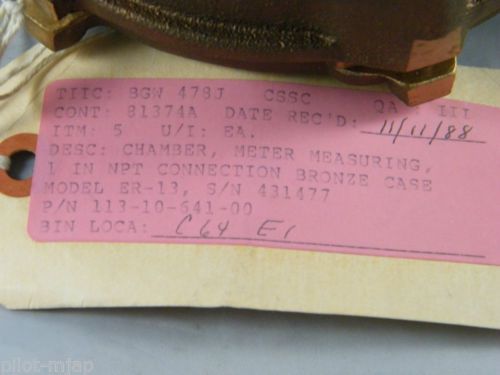 TIIC: BGW 478J CSSC QA III
CONT: 81374A DATE REC'D: 11/11/88
ITM: 5 U/I: EA.
DESC: CHAMBER, METER MEASURING,
1 IN NPT CONNECTION BRONZE CASE
MODEL ER-13, S/N 431477
P/N 113-10-641-00
BIN LOCA: C64 E1
pilot-mjap